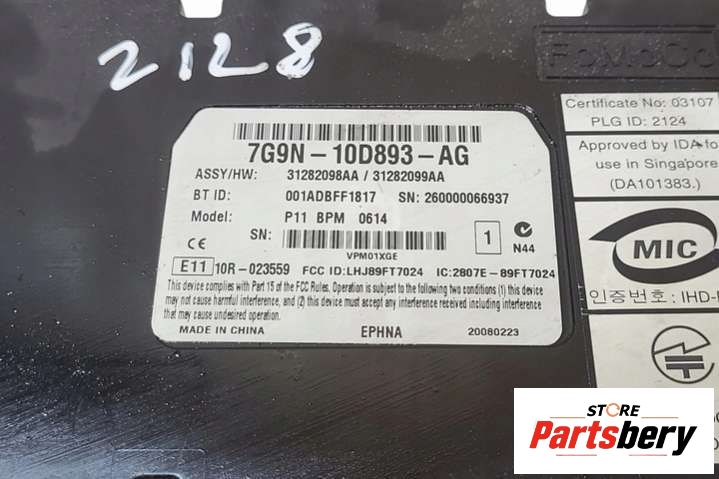 2128
FoMoCo
7G9N-10D893-AG
ASSY/HW: 31282098AA / 31282099AA
BT ID: 001ADBFF1817 SN: 260000066937
Model: P11 BPM 0614
SN:
VPM01XGE
1
N44
CE
E11 10R-023559 FCC ID:LHJ89FT7024 IC:2807E-89FT7024
This device complies with Part 15 of the FCC Rules. Operation is subject to the following two conditions (1) this device
may not cause harmful interference, and (2) this device must accept any interference received including interference
that may cause undesired operation.
MADE IN CHINA EPHNA 20080223
Certificate No: 03107
PLG ID: 2124
Approved by IDA fo
use in Singapore
(DA101383.)
MIC
인증번호: IHD-
STORE
Partsbery